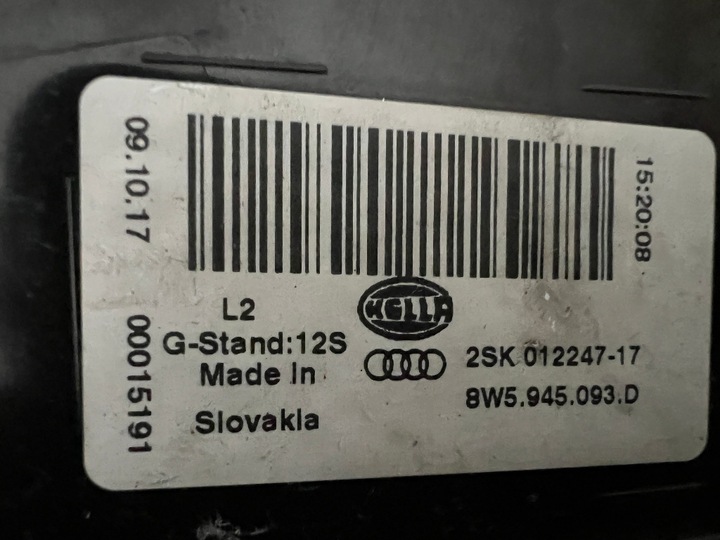 09.10.17
00015191
15:20:08
L2
HELLA
G-Stand:12S
Made In
Slovakia
2SK 012247-17
8W5.945.093.D